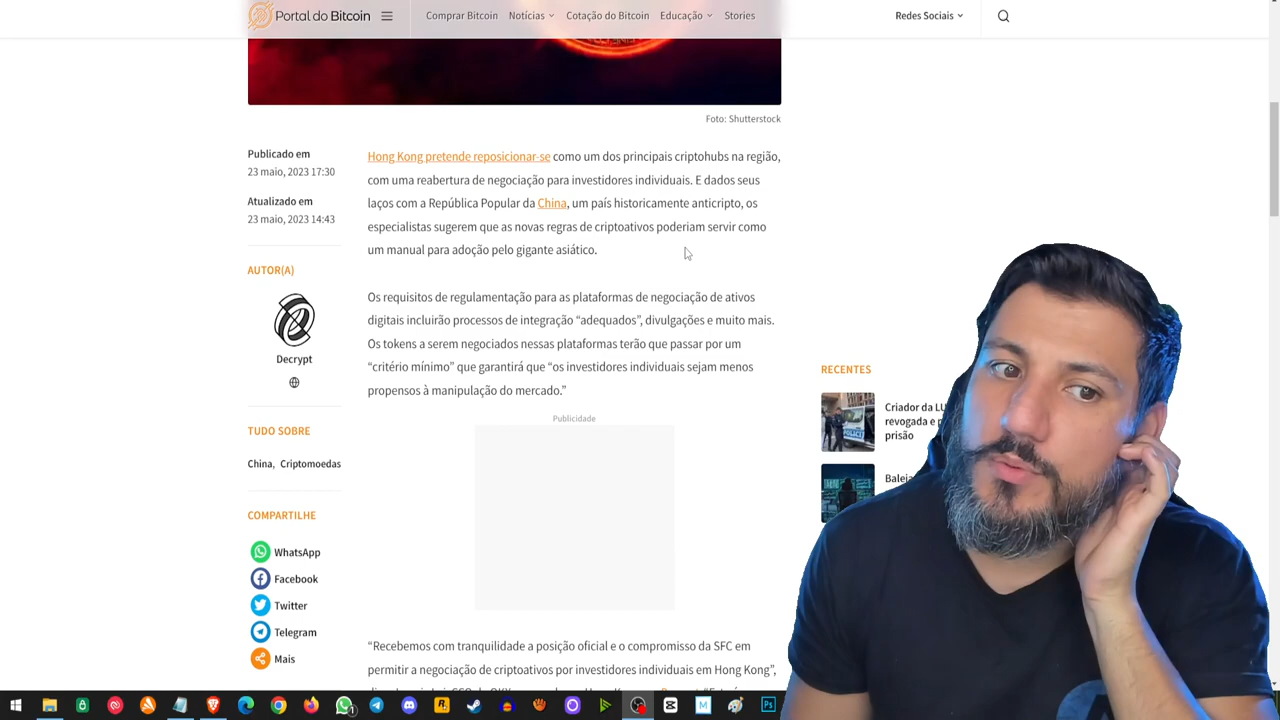 Portal do Bitcoin
Comprar Bitcoin
Notícias
Cotação do Bitcoin
Educação
Stories
Redes Sociais
Foto: Shutterstock
Publicado em
23 maio, 2023 17:30
Atualizado em
23 maio, 2023 14:43
AUTOR(A)
Decrypt
TUDO SOBRE
China, Criptomoedas
COMPARTILHE
WhatsApp
Facebook
Twitter
Telegram
Mais
Hong Kong pretende reposicionar-se como um dos principais criptohubs na região,
com uma reabertura de negociação para investidores individuais. E dados seus
laços com a República Popular da China, um país historicamente anticripto, os
especialistas sugerem que as novas regras de criptoativos poderiam servir como
um manual para adoção pelo gigante asiático.
Os requisitos de regulamentação para as plataformas de negociação de ativos
digitais incluirão processos de integração “adequados”, divulgações e muito mais.
Os tokens a serem negociados nessas plataformas terão que passar por um
“critério mínimo” que garantirá que “os investidores individuais sejam menos
propensos à manipulação do mercado.”
Publicidade
“Recebemos com tranquilidade a posição oficial e o compromisso da SFC em
permitir a negociação de criptoativos por investidores individuais em Hong Kong”,
RECENTES
Criador da
revogada e
prisão